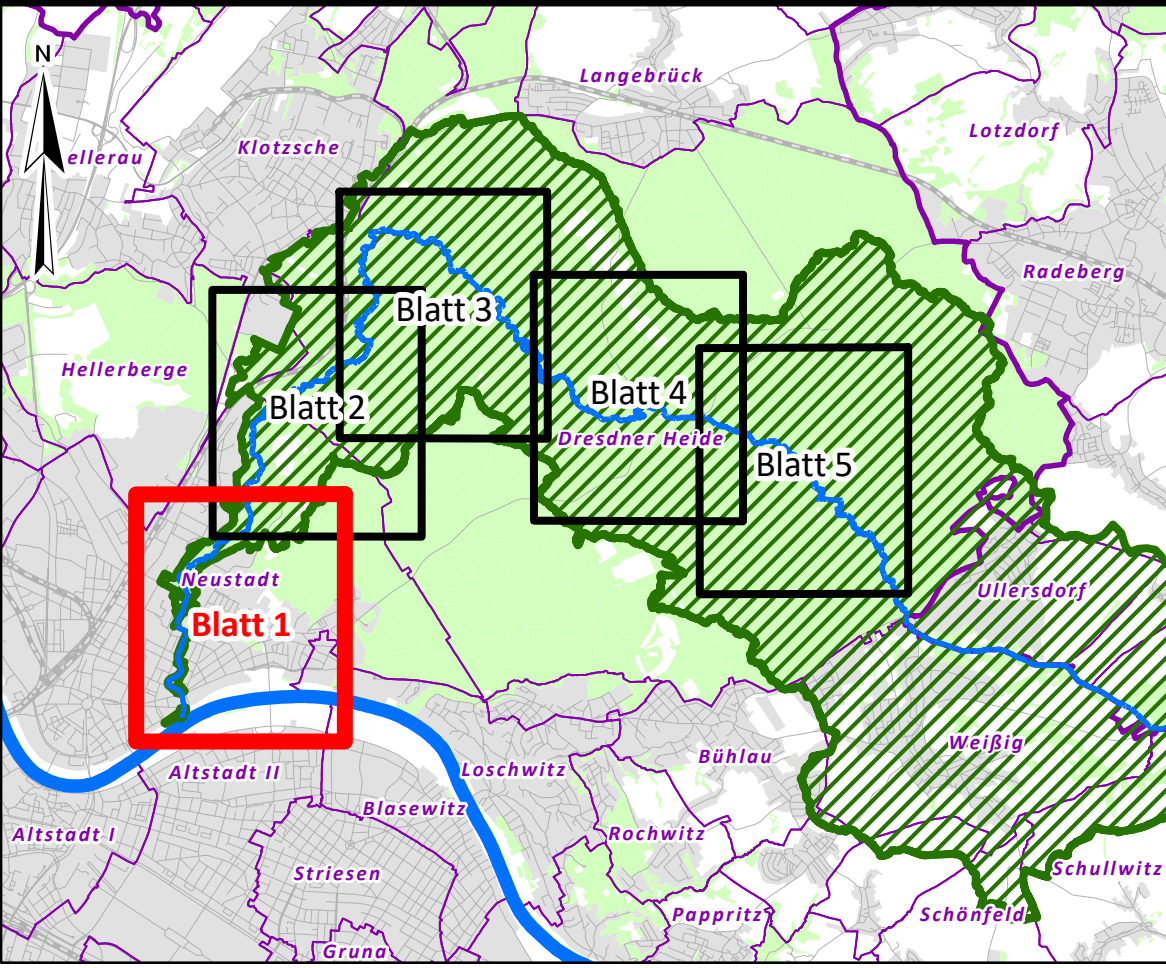 N
Langebrück
Lotzdorf
Klotzsche
ellerau
Radeberg
Blatt 3
Hellerberge
Blatt 4
Blatt 2
Dresdner Heide
Blatt 5
Neustadt
Ullersdorf
Blatt 1
Weißig
Bühlau
Altstadt II
Loschwitz
Blasewitz
Altstadt I
Rochwitz
Striesen
Schullwitz
Pappritz
Schönfeld
Gruna